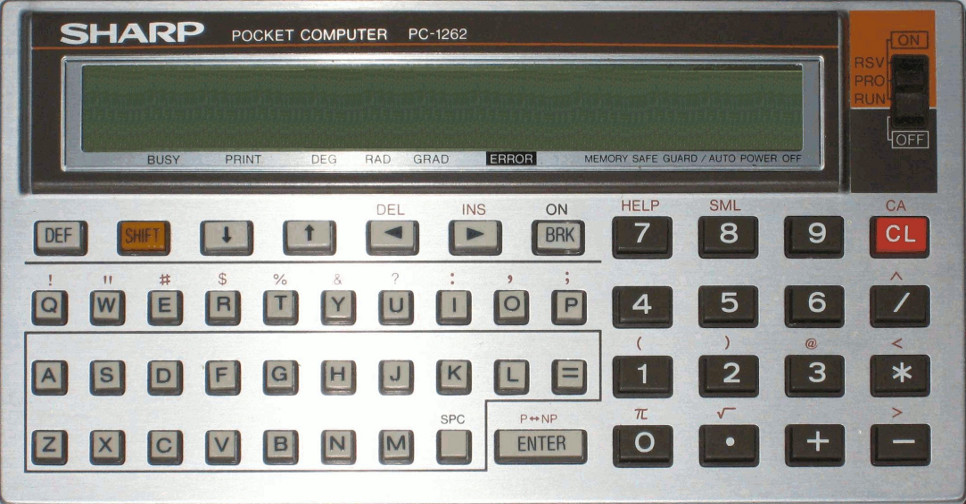 SHARP POCKET COMPUTER PC-1262
ON
RSV
PRO
RUN
OFF
BUSY PRINT DEG RAD GRAD ERROR MEMORY SAFE GUARD / AUTO POWER OFF
DEL INS ON HELP SML CA
DEF SHIFT ↓ ↑ ◀ ▶ BRK 7 8 9 CL
! " # $ % & ? : , ; ^
Q W E R T Y U I O P 4 5 6 /
( ) @ <
A S D F G H J K L = 1 2 3 *
SPC P↔NP π √ >
Z X C V B N M ENTER 0 . + −